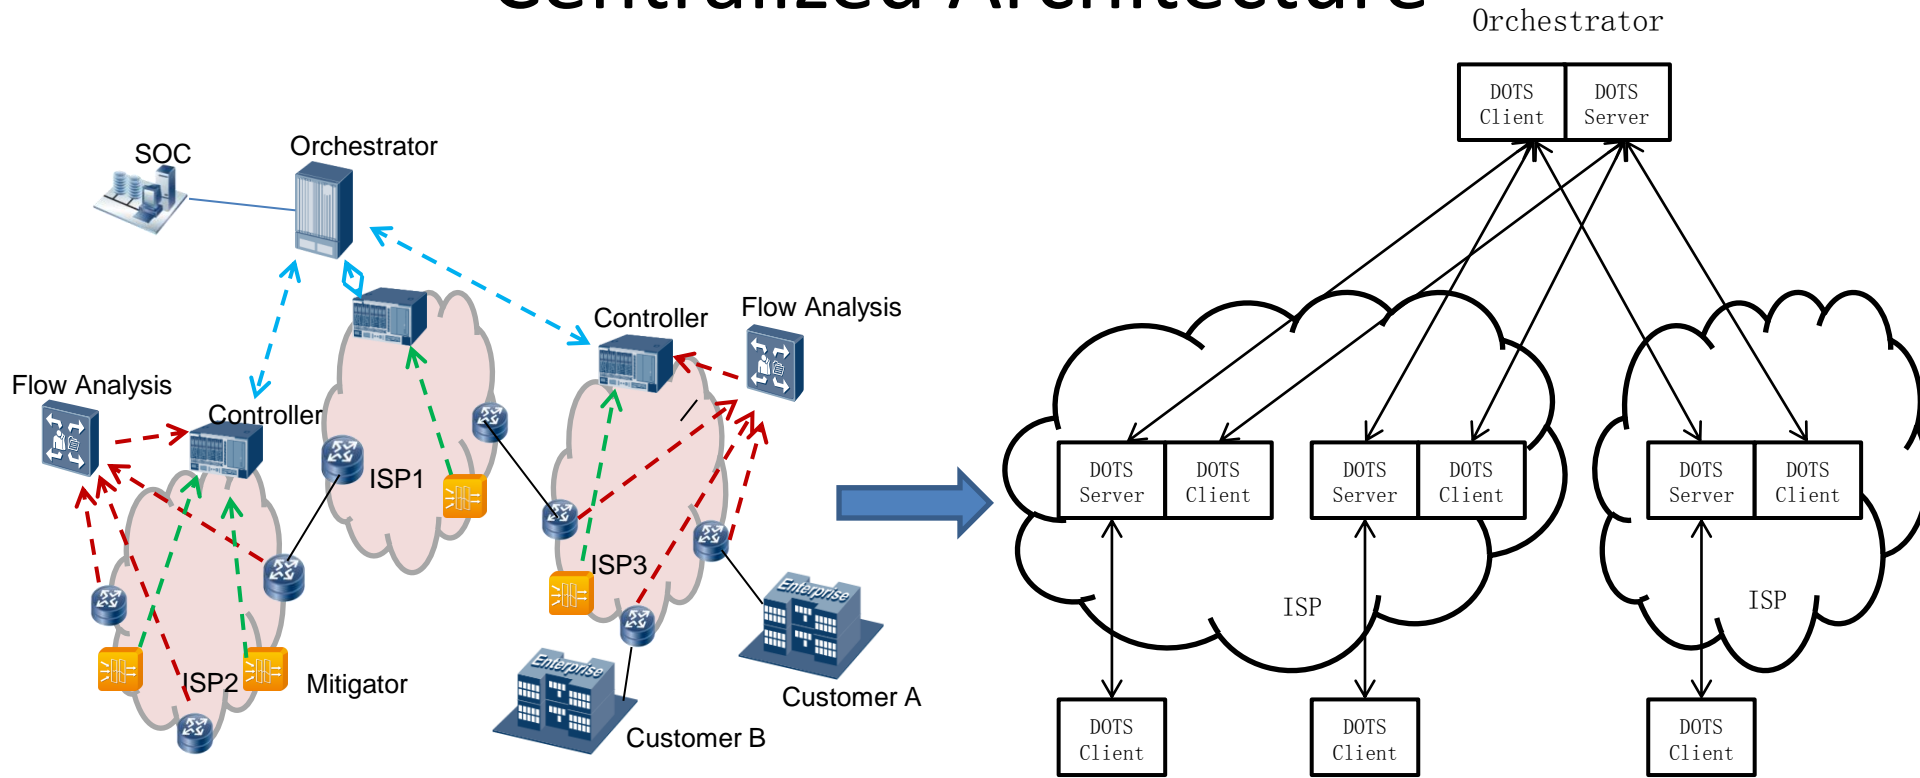 Centralized Architecture
Orchestrator
DOTS
Client
DOTS
Server
SOC
Orchestrator
Controller
Flow Analysis
Flow Analysis
Controller
ISP1
ISP3
ISP2
Mitigator
Enterprise
Enterprise
Customer A
Customer B
DOTS
Server
DOTS
Client
DOTS
Server
DOTS
Client
DOTS
Server
DOTS
Client
ISP
ISP
DOTS
Client
DOTS
Client
DOTS
Client